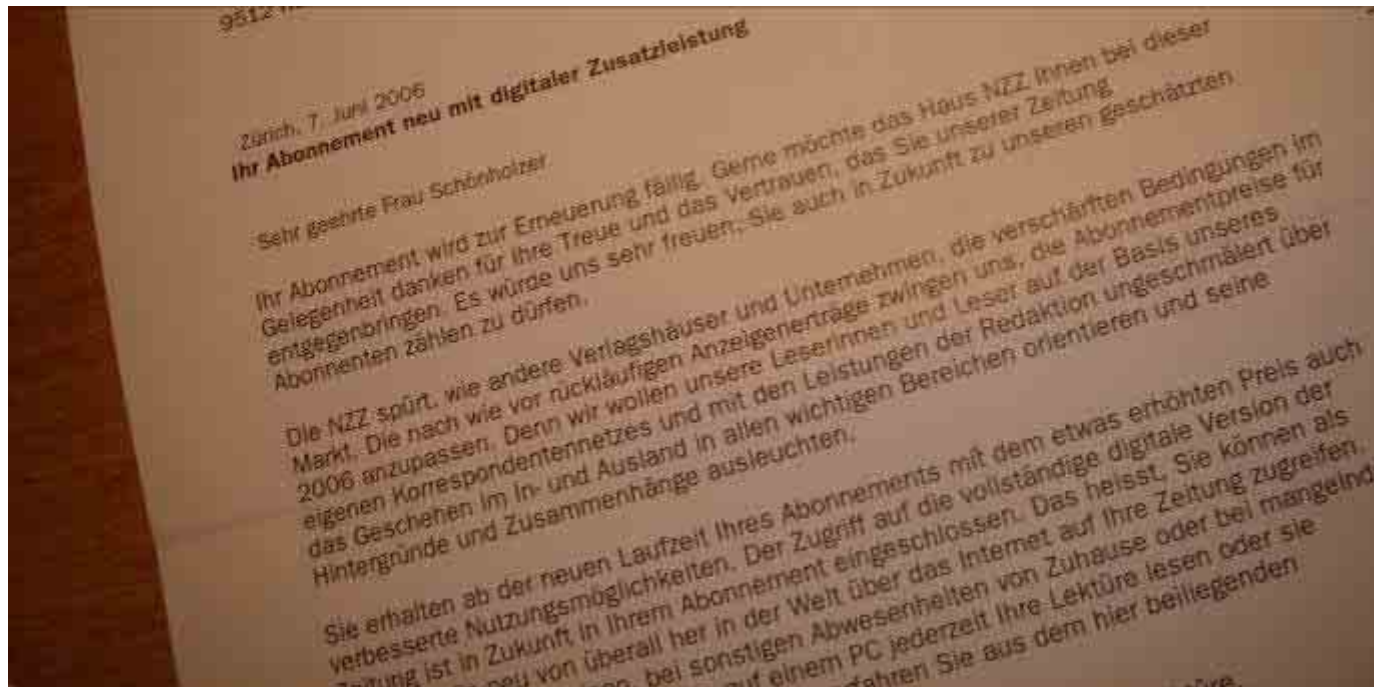 9512
Zürich, 7. Juni 2006
Ihr Abonnement neu mit digitaler Zusatzleistung
Sehr geehrte Frau Schönholzer
Ihr Abonnement wird zur Erneuerung fällig. Gerne möchte das Haus NZZ Ihnen bei dieser
Gelegenheit danken für Ihre Treue und das Vertrauen, das Sie unserer Zeitung
entgegenbringen. Es würde uns sehr freuen, Sie auch in Zukunft zu unseren geschätzten
Abonnenten zählen zu dürfen.
Die NZZ spürt, wie andere Verlagshäuser und Unternehmen, die verschärften Bedingungen im
Markt. Die nach wie vor rückläufigen Anzeigenerträge zwingen uns, die Abonnementpreise für
2006 anzupassen. Denn wir wollen unsere Leserinnen und Leser auf der Basis unseres
eigenen Korrespondentennetzes und mit den Leistungen der Redaktion ungeschmälert über
das Geschehen im In- und Ausland in allen wichtigen Bereichen orientieren und seine
Hintergründe und Zusammenhänge ausleuchten.
Sie erhalten ab der neuen Laufzeit Ihres Abonnements mit dem etwas erhöhten Preis auch
verbesserte Nutzungsmöglichkeiten. Der Zugriff auf die vollständige digitale Version der
Zeitung ist in Zukunft in Ihrem Abonnement eingeschlossen. Das heisst, Sie können als
neu von überall her in der Welt über das Internet auf Ihre Zeitung zugreifen.
bei sonstigen Abwesenheiten von Zuhause oder bei mangelnd
auf einem PC jederzeit Ihre Lektüre lesen oder sie
Sie aus dem hier beiliegenden